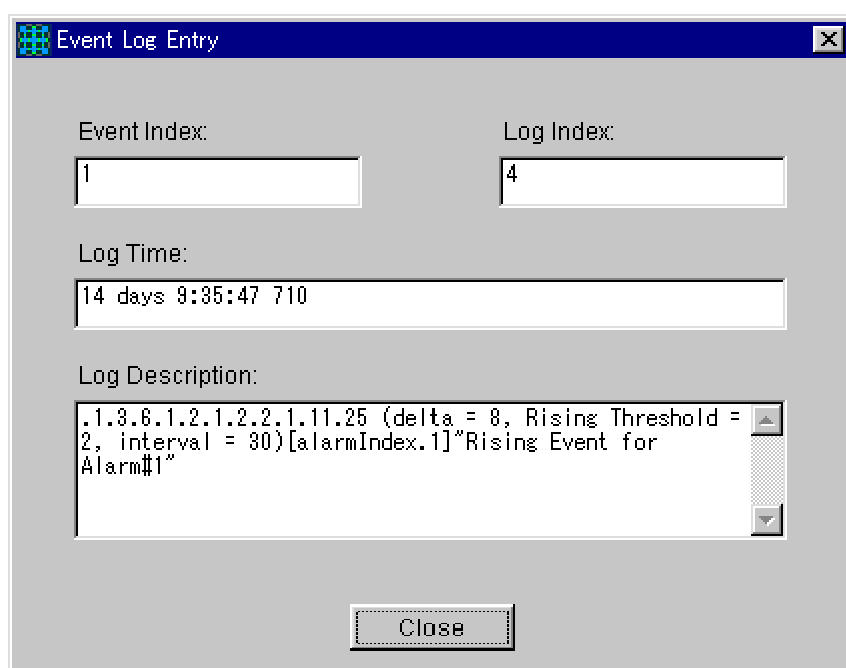 Event Log Entry
Event Index:
Log Index:
1
4
Log Time:
14 days 9:35:47 710
Log Description:
.1.3.6.1.2.1.2.2.1.11.25 (delta = 8, Rising Threshold =
2, interval = 30)[alarmIndex.1]"Rising Event for
Alarm#1"
Close